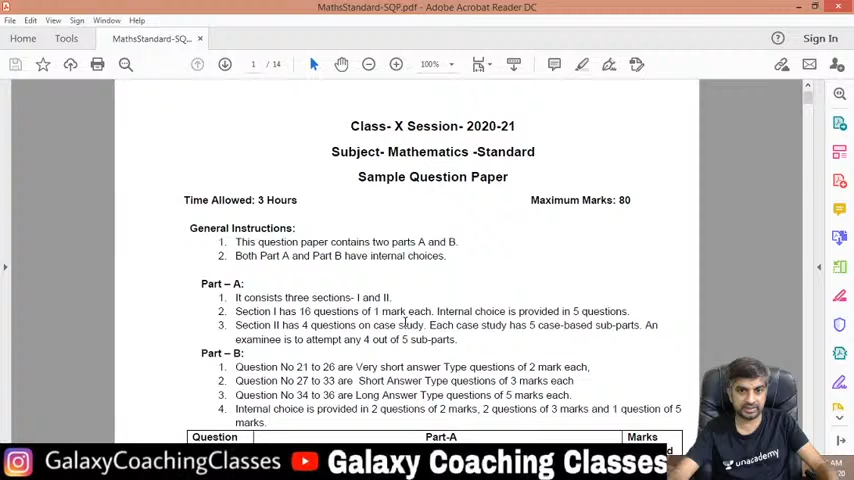 MathsStandard-SQP.pdf - Adobe Acrobat Reader DC
File Edit View Sign Window Help
Home Tools MathsStandard-SQ... × Sign In
1 / 14 100%
Class- X Session- 2020-21
Subject- Mathematics -Standard
Sample Question Paper
Time Allowed: 3 Hours Maximum Marks: 80
General Instructions:
1. This question paper contains two parts A and B.
2. Both Part A and Part B have internal choices.
Part – A:
1. It consists three sections- I and II.
2. Section I has 16 questions of 1 mark each. Internal choice is provided in 5 questions.
3. Section II has 4 questions on case study. Each case study has 5 case-based sub-parts. An
examinee is to attempt any 4 out of 5 sub-parts.
Part – B:
1. Question No 21 to 26 are Very short answer Type questions of 2 mark each,
2. Question No 27 to 33 are Short Answer Type questions of 3 marks each
3. Question No 34 to 36 are Long Answer Type questions of 5 marks each.
4. Internal choice is provided in 2 questions of 2 marks, 2 questions of 3 marks and 1 question of 5
marks.
Question Part-A Marks
GalaxyCoachingClasses Galaxy Coaching Classes
unacademy